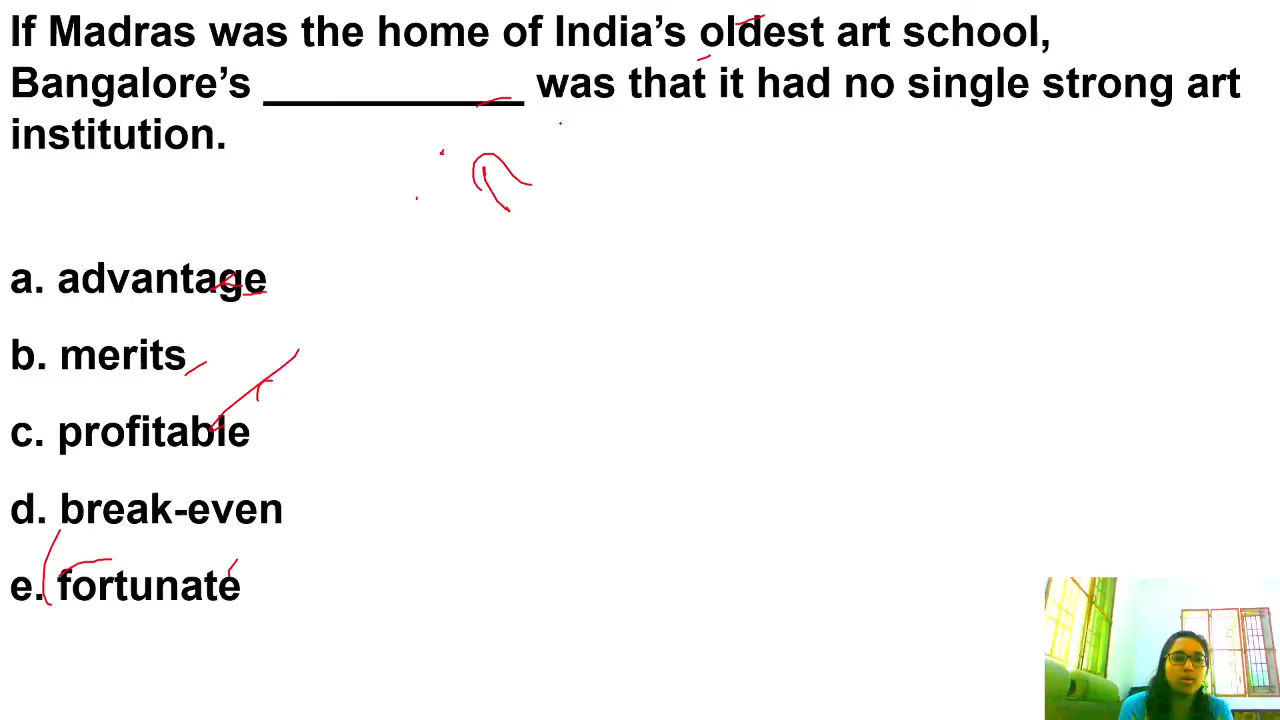 If Madras was the home of India’s oldest art school,
Bangalore’s ____________ was that it had no single strong art
institution.
a. advantage
b. merits
c. profitable
d. break-even
e. fortunate